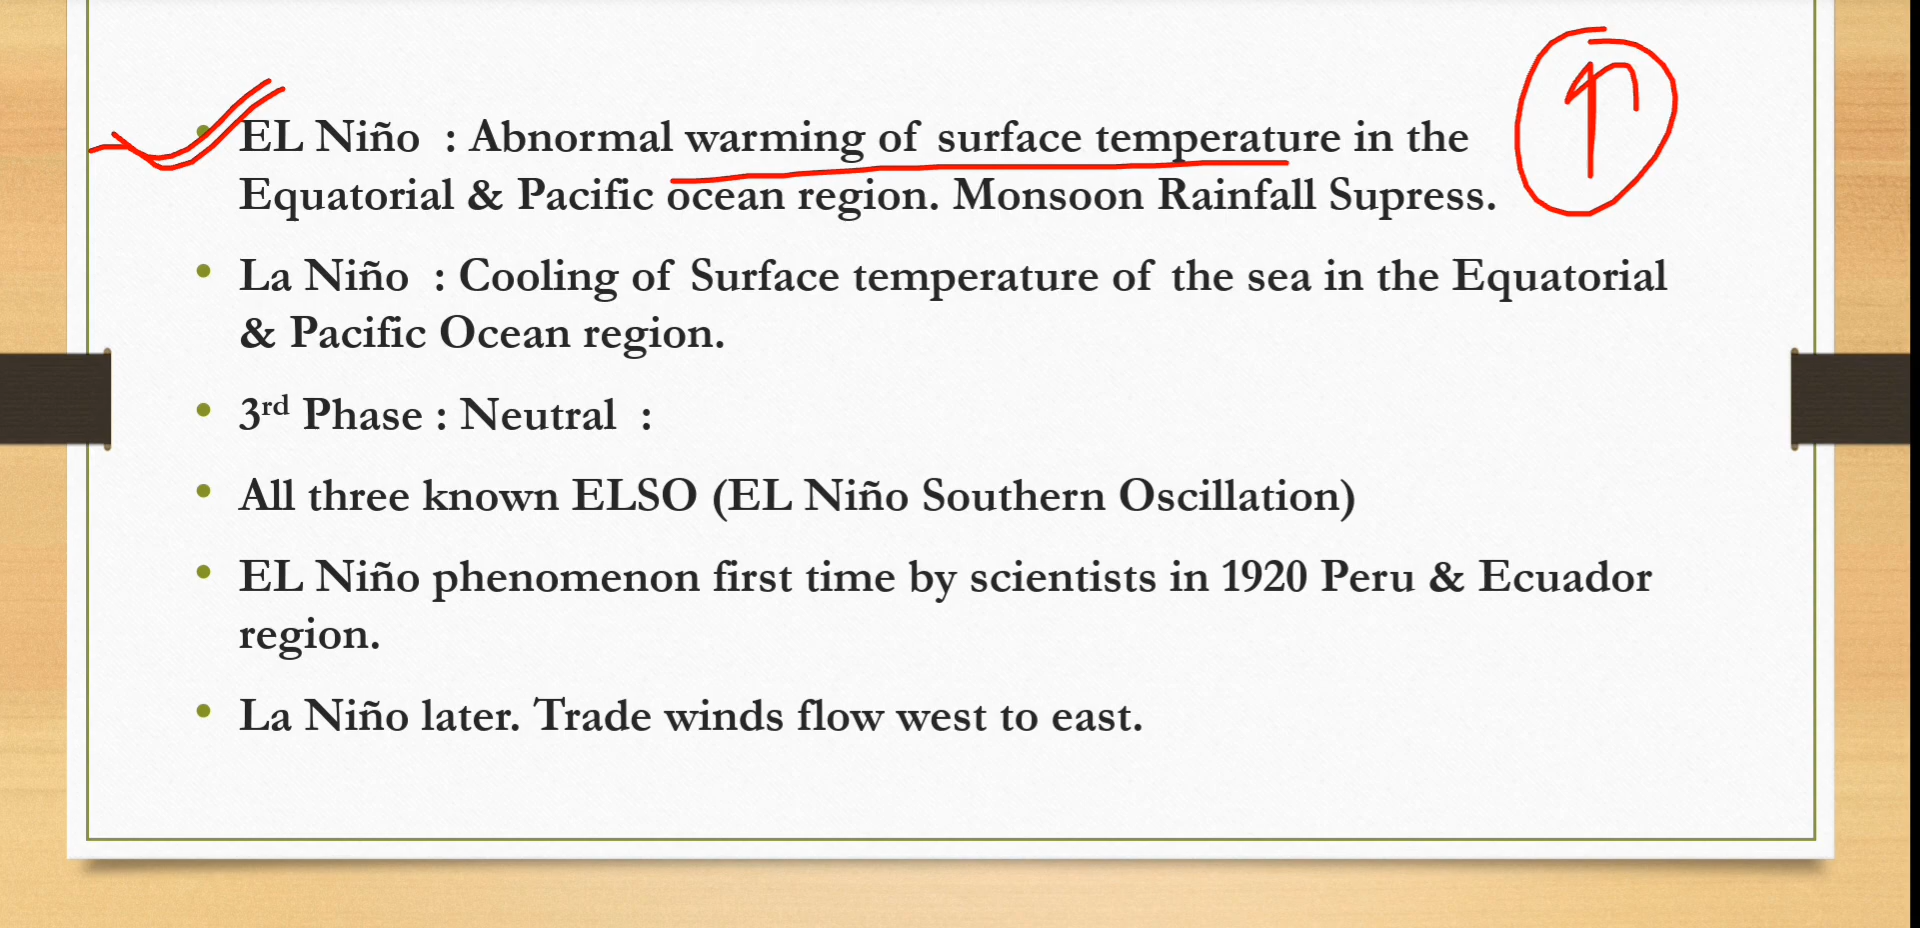 • EL Niño : Abnormal warming of surface temperature in the
Equatorial & Pacific ocean region. Monsoon Rainfall Supress.
• La Niño : Cooling of Surface temperature of the sea in the Equatorial
& Pacific Ocean region.
• 3rd Phase : Neutral :
• All three known ELSO (EL Niño Southern Oscillation)
• EL Niño phenomenon first time by scientists in 1920 Peru & Ecuador
region.
• La Niño later. Trade winds flow west to east.